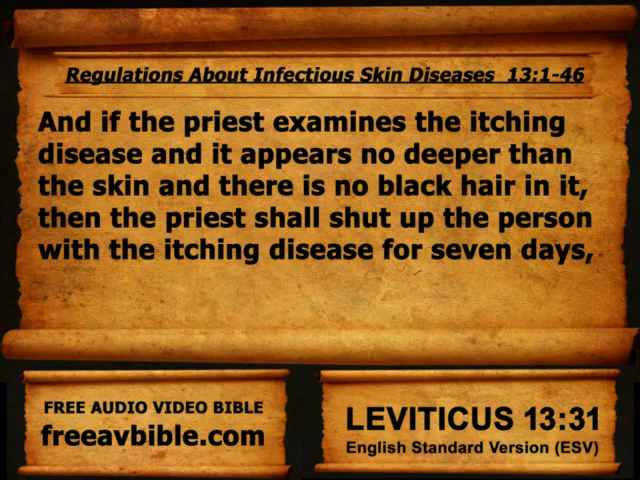 Regulations About Infectious Skin Diseases  13:1-46
And if the priest examines the itching
disease and it appears no deeper than
the skin and there is no black hair in it,
then the priest shall shut up the person
with the itching disease for seven days,
FREE AUDIO VIDEO BIBLE
freeavbible.com
LEVITICUS 13:31
English Standard Version (ESV)